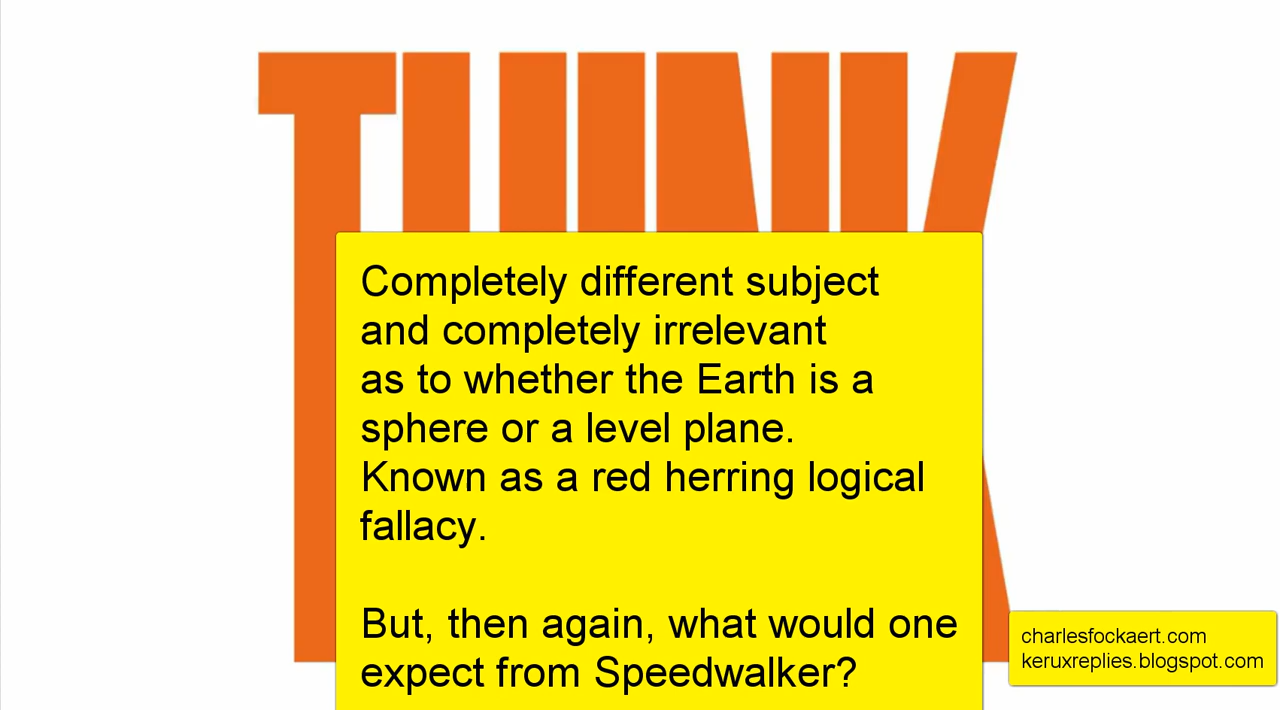 THINK
Completely different subject
and completely irrelevant
as to whether the Earth is a
sphere or a level plane.
Known as a red herring logical
fallacy.
But, then again, what would one
expect from Speedwalker?
charlesfockaert.com
keruxreplies.blogspot.com